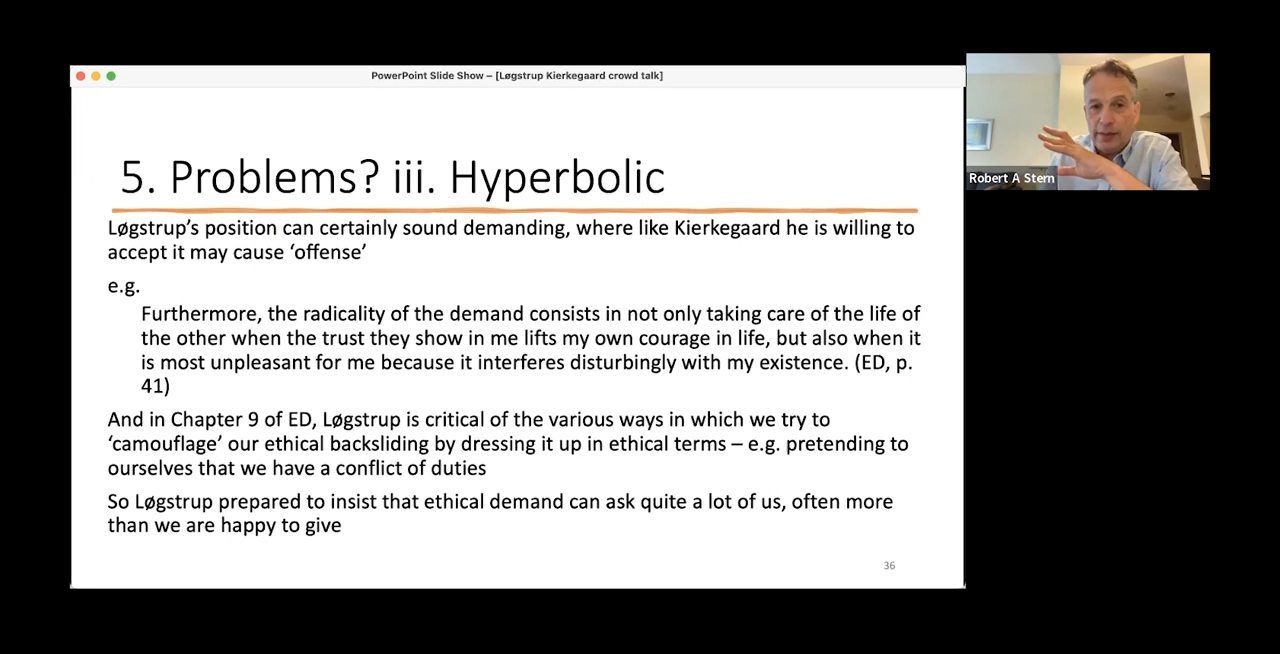 PowerPoint Slide Show – [Løgstrup Kierkegaard crowd talk]
5. Problems? iii. Hyperbolic
Løgstrup’s position can certainly sound demanding, where like Kierkegaard he is willing to
accept it may cause ‘offense’
e.g.
Furthermore, the radicality of the demand consists in not only taking care of the life of
the other when the trust they show in me lifts my own courage in life, but also when it
is most unpleasant for me because it interferes disturbingly with my existence. (ED, p.
41)
And in Chapter 9 of ED, Løgstrup is critical of the various ways in which we try to
‘camouflage’ our ethical backsliding by dressing it up in ethical terms – e.g. pretending to
ourselves that we have a conflict of duties
So Løgstrup prepared to insist that ethical demand can ask quite a lot of us, often more
than we are happy to give
36
Robert A Stern